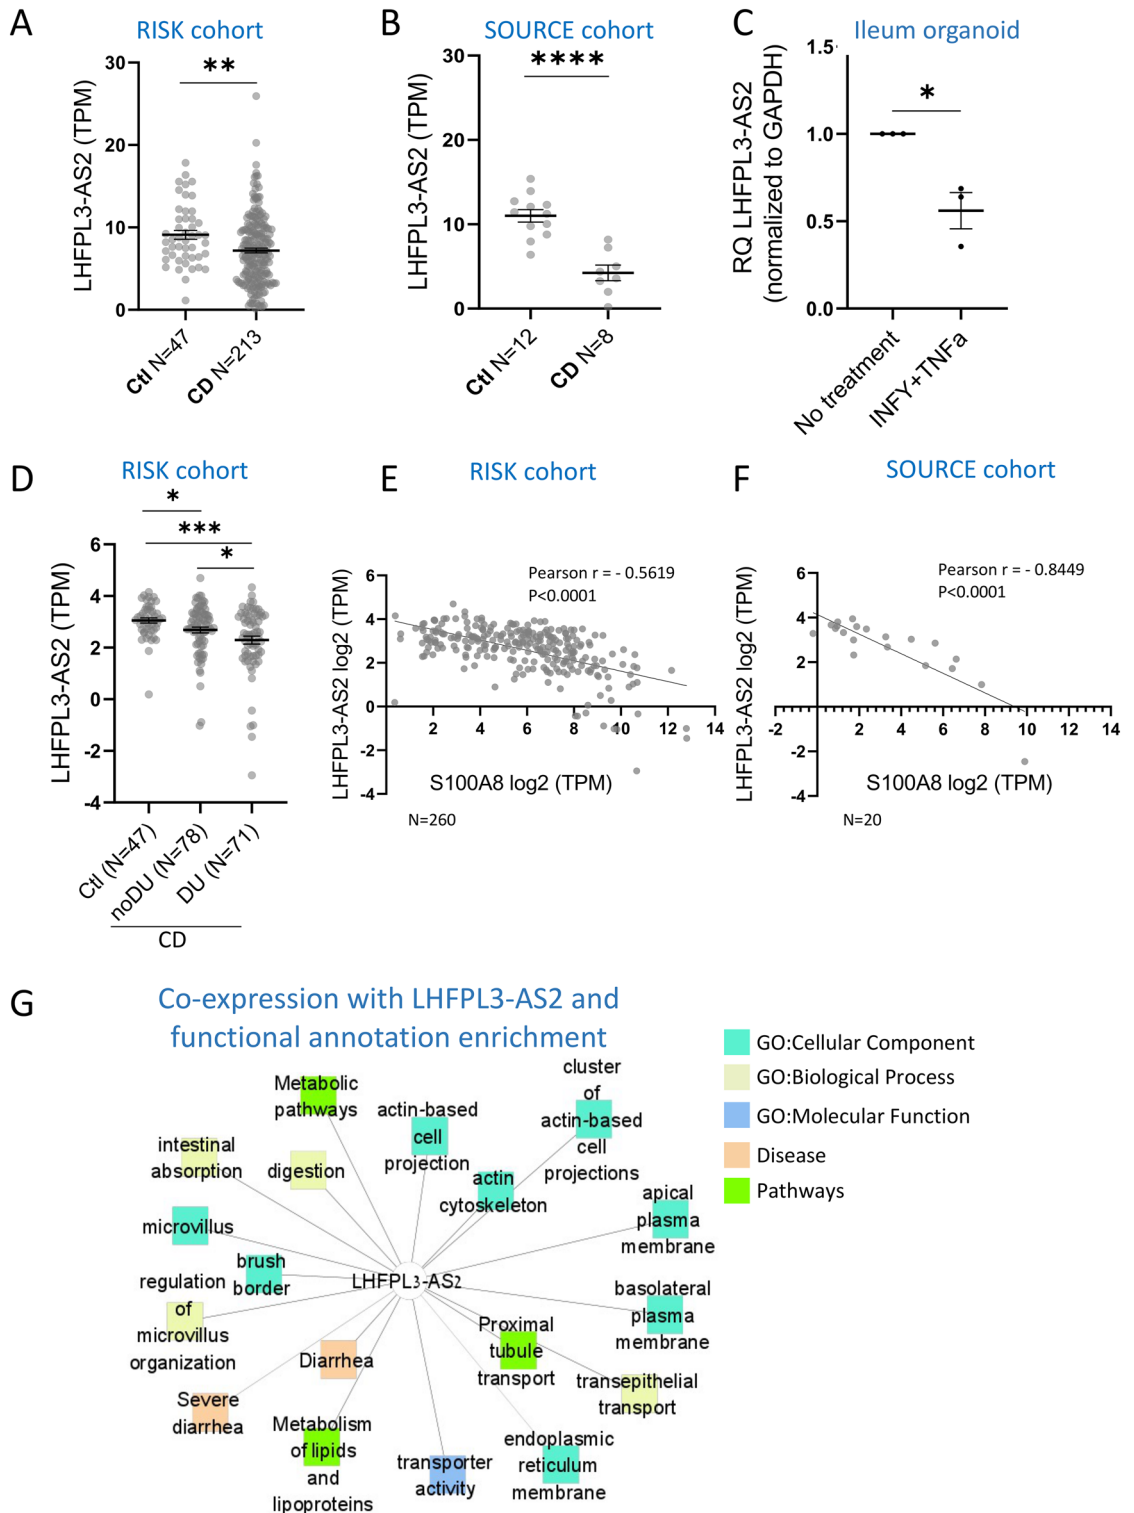 A
RISK cohort
**
LHFPL3-AS2 (TPM)
30
20
10
0
Ctl N=47
CD N=213
B
SOURCE cohort
****
LHFPL3-AS2 (TPM)
30
20
10
0
Ctl N=12
CD N=8
C
Ileum organoid
*
RQ LHFPL3-AS2
(normalized to GAPDH)
1.5
1.0
0.5
0.0
No treatment
INFY+TNFa
D
RISK cohort
*
***
*
LHFPL3-AS2 (TPM)
6
4
2
0
-2
-4
Ctl (N=47)
noDU (N=78)
DU (N=71)
CD
E
RISK cohort
Pearson r = - 0.5619
P<0.0001
LHFPL3-AS2 log2 (TPM)
6
4
2
0
-2
-4
2 4 6 8 10 12 14
S100A8 log2 (TPM)
N=260
F
SOURCE cohort
Pearson r = - 0.8449
P<0.0001
LHFPL3-AS2 log2 (TPM)
6
4
2
-2
-4
-2 0 2 4 6 8 10 12 14
S100A8 log2 (TPM)
N=20
G
Co-expression with LHFPL3-AS2 and
functional annotation enrichment
GO:Cellular Component
GO:Biological Process
GO:Molecular Function
Disease
Pathways
Metabolic
pathways
actin-based
cell
projection
cluster
of
actin-based
cell
projections
intestinal
absorption
digestion
actin
cytoskeleton
apical
plasma
membrane
microvillus
brush
border
LHFPL3-AS2
regulation
of
microvillus
organization
basolateral
plasma
membrane
Proximal
tubule
transport
Diarrhea
transepithelial
transport
Severe
diarrhea
Metabolism
of lipids
and
lipoproteins
transporter
activity
endoplasmic
reticulum
membrane